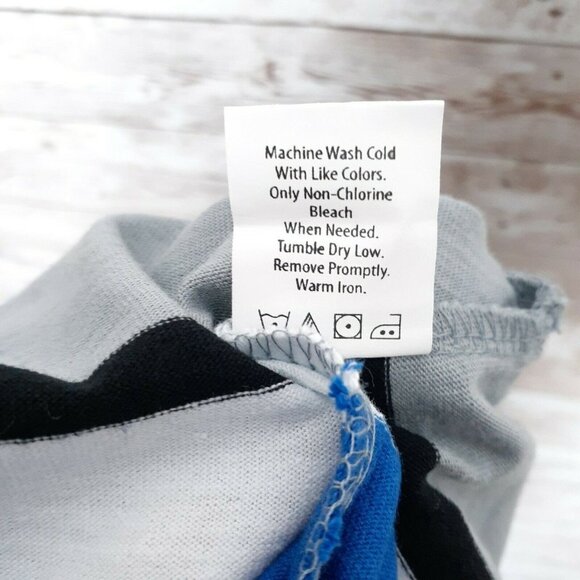 Machine Wash Cold
With Like Colors.
Only Non-Chlorine
Bleach
When Needed.
Tumble Dry Low.
Remove Promptly.
Warm Iron.